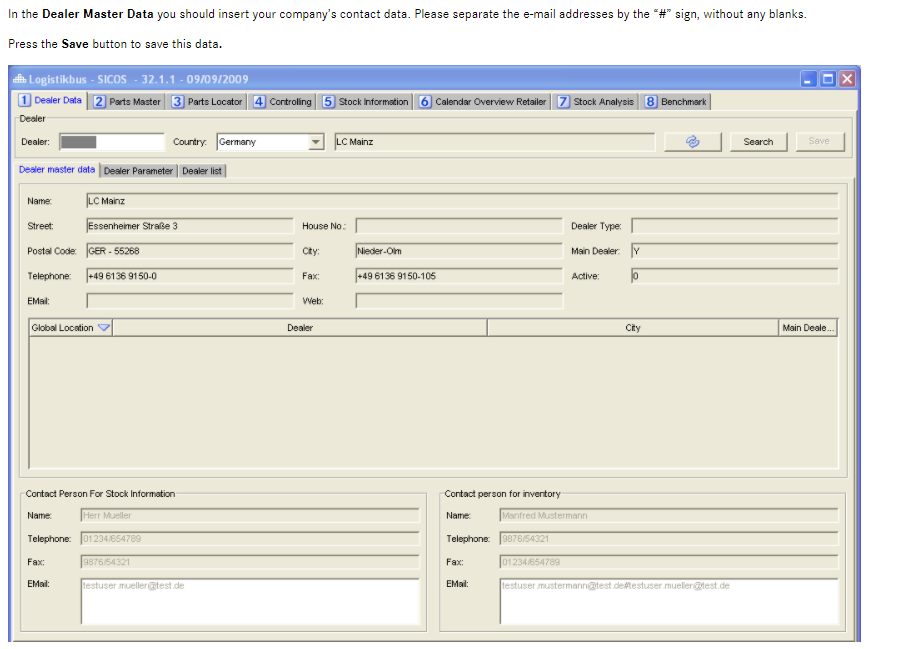 In the Dealer Master Data you should insert your company's contact data. Please separate the e-mail addresses by the "#" sign, without any blanks.
Press the Save button to save this data.
Logistikbus - SICOS - 32.1.1 - 09/09/2009
1 Dealer Data 2 Parts Master 3 Parts Locator 4 Controlling 5 Stock Information 6 Calendar Overview Retailer 7 Stock Analysis 8 Benchmark
Dealer
Dealer: Country: Germany LC Mainz Search Save
Dealer master data Dealer Parameter Dealer list
Name: LC Mainz
Street: Essenheimer Straße 3 House No.: Dealer Type:
Postal Code: GER - 55268 City: Nieder-Olm Main Dealer: Y
Telephone: +49 6136 9150-0 Fax: +49 6136 9150-105 Active: 0
EMail: Web:
Global Location Dealer City Main Deale...
Contact Person For Stock Information Contact person for inventory
Name: Herr Mueller Name: Manfred Mustermann
Telephone: 01234/654789 Telephone: 9876/54321
Fax: 9876/54321 Fax: 01234/654789
EMail: testuser.mueller@test.de EMail: testuser.mustermann@test.de#testuser.mueller@test.de